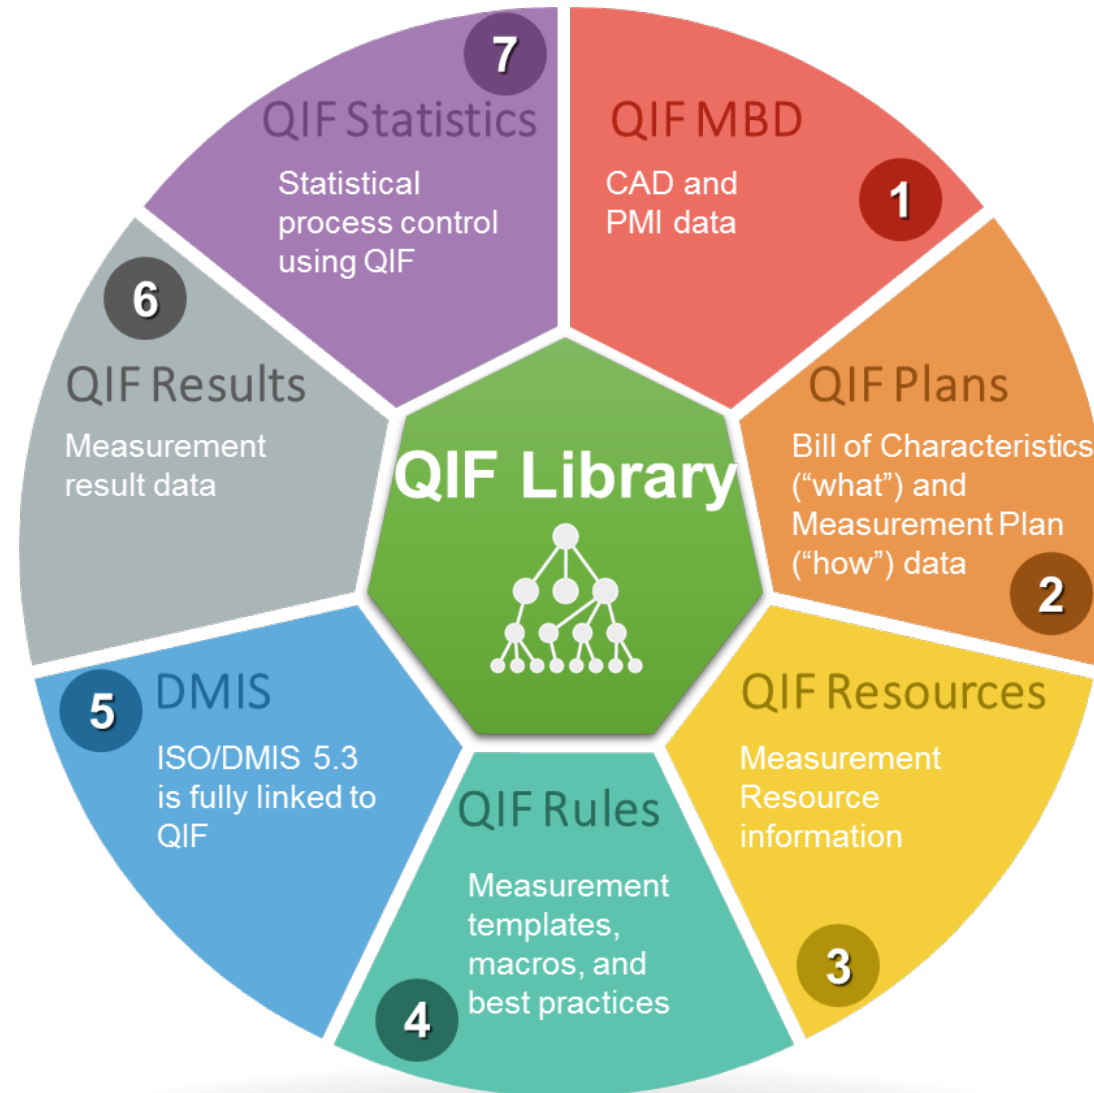 7
QIF Statistics
Statistical
process control
using QIF
QIF MBD
CAD and
PMI data
1
QIF Plans
Bill of Characteristics
(“what”) and
Measurement Plan
(“how”) data
2
QIF Resources
Measurement
Resource
information
3
QIF Rules
Measurement
templates,
macros, and
best practices
4
5
DMIS
ISO/DMIS 5.3
is fully linked to
QIF
6
QIF Results
Measurement
result data
QIF Library